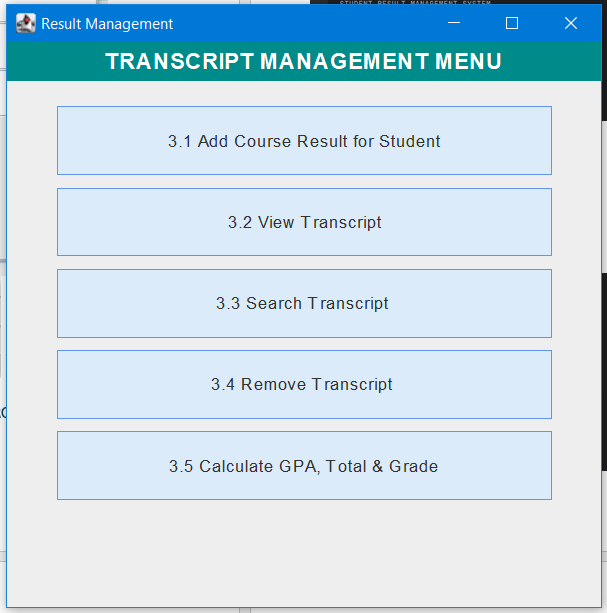 STUDENT RESULT MANAGEMENT SYSTEM
Result Management
TRANSCRIPT MANAGEMENT MENU
3.1 Add Course Result for Student
3.2 View Transcript
3.3 Search Transcript
3.4 Remove Transcript
3.5 Calculate GPA, Total & Grade